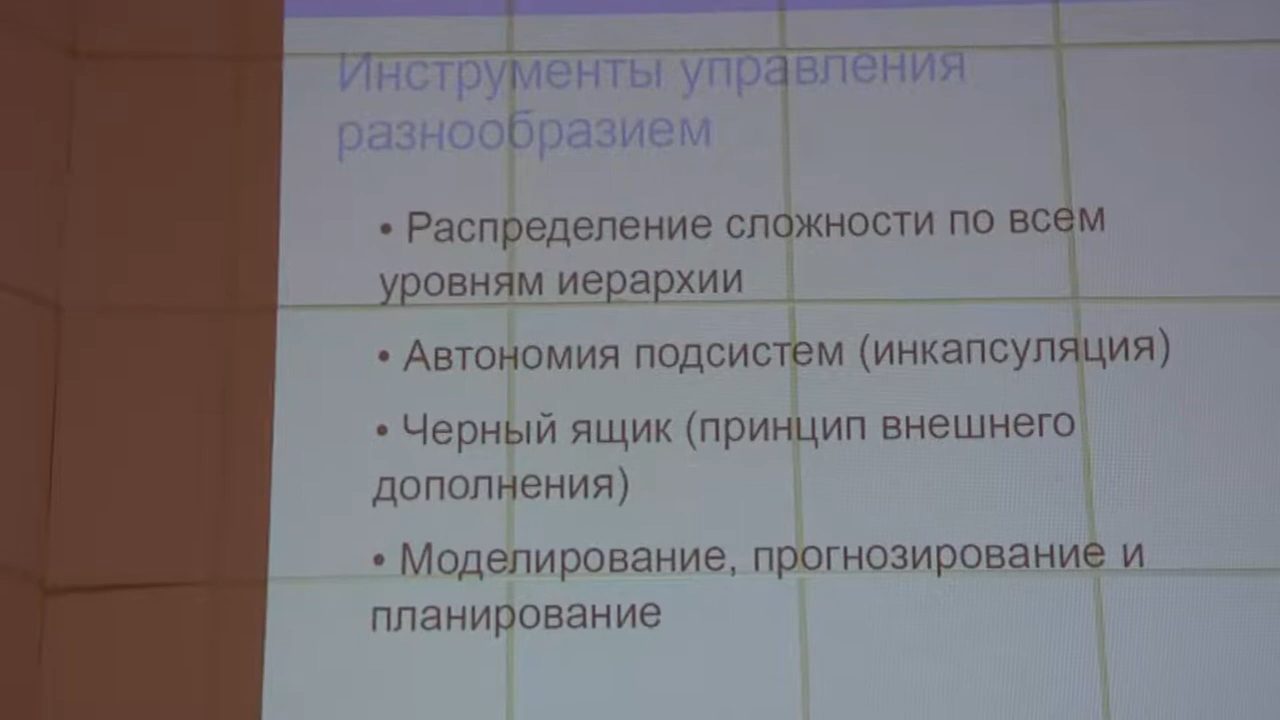 Инструменты управления
разнообразием
• Распределение сложности по всем
уровням иерархии
• Автономия подсистем (инкапсуляция)
• Черный ящик (принцип внешнего
дополнения)
• Моделирование, прогнозирование и
планирование